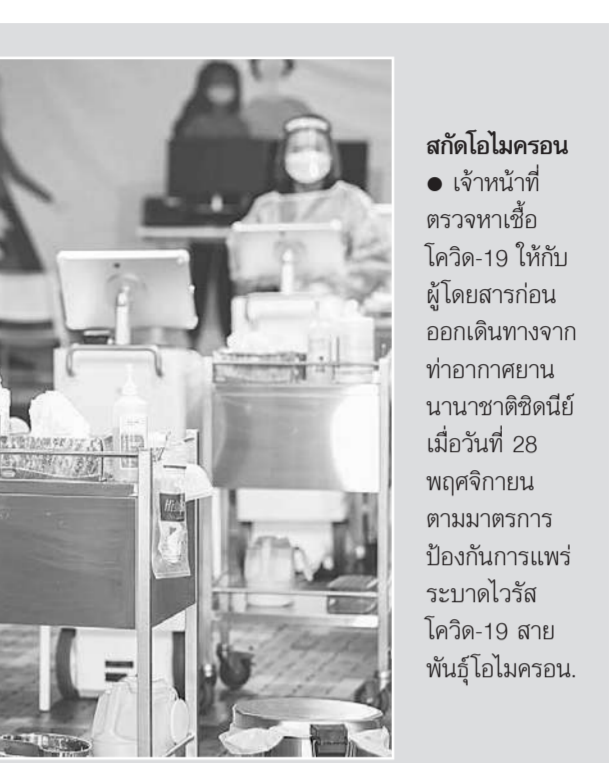 สกัดโอไมครอน
● เจ้าหน้าที่
ตรวจหาเชื้อ
โควิด-19 ให้กับ
ผู้โดยสารก่อน
ออกเดินทางจาก
ท่าอากาศยาน
นานาชาติซิดนีย์
เมื่อวันที่ 28
พฤศจิกายน
ตามมาตรการ
ป้องกันการแพร่
ระบาดไวรัส
โควิด-19 สาย
พันธุ์โอไมครอน.